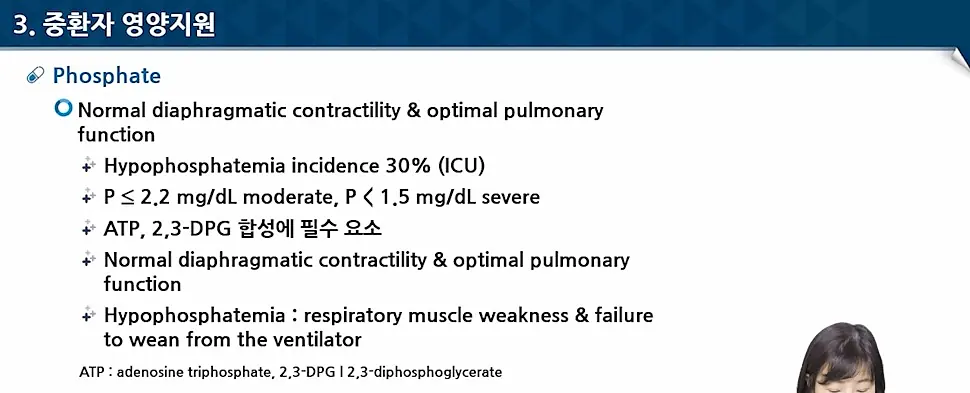 3. 중환자 영양지원
Phosphate
Normal diaphragmatic contractility & optimal pulmonary
function
Hypophosphatemia incidence 30% (ICU)
P ≤ 2.2 mg/dL moderate, P < 1.5 mg/dL severe
ATP, 2,3-DPG 합성에 필수 요소
Normal diaphragmatic contractility & optimal pulmonary
function
Hypophosphatemia : respiratory muscle weakness & failure
to wean from the ventilator
ATP : adenosine triphosphate, 2,3-DPG l 2,3-diphosphoglycerate